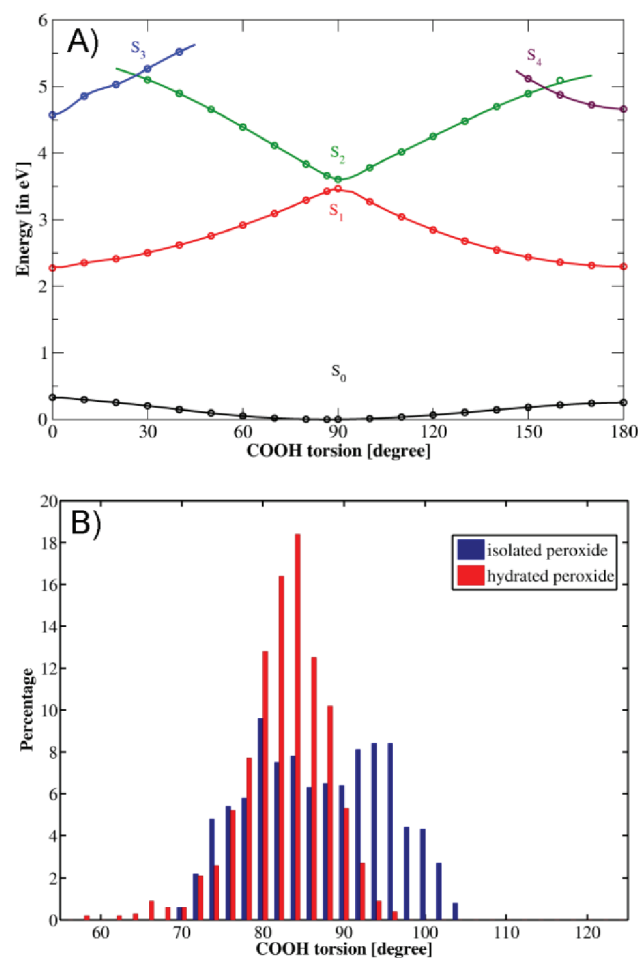 A)
S3
S4
S2
S1
S0
Energy [in eV]
6
5
4
3
2
1
0
0 30 60 90 120 150 180
COOH torsion [degree]
B)
isolated peroxide
hydrated peroxide
Percentage
20
18
16
14
12
10
8
6
4
2
0
60 70 80 90 100 110 120
COOH torsion [degree]